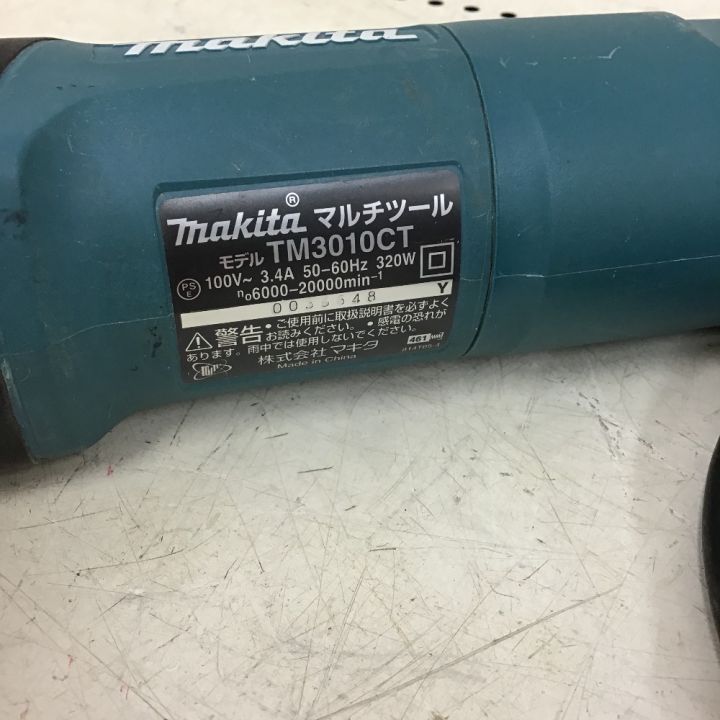 makita
makita® マルチツール
モデル TM3010CT
PSE 100V~ 3.4A 50-60Hz 320W
n₀6000-20000min⁻¹
Y
警告 • ご使用前に取扱説明書を必ずよく
お読みください。 • 感電の恐れが
あります。雨中では使用しないでください。
株式会社マキタ
Made in China